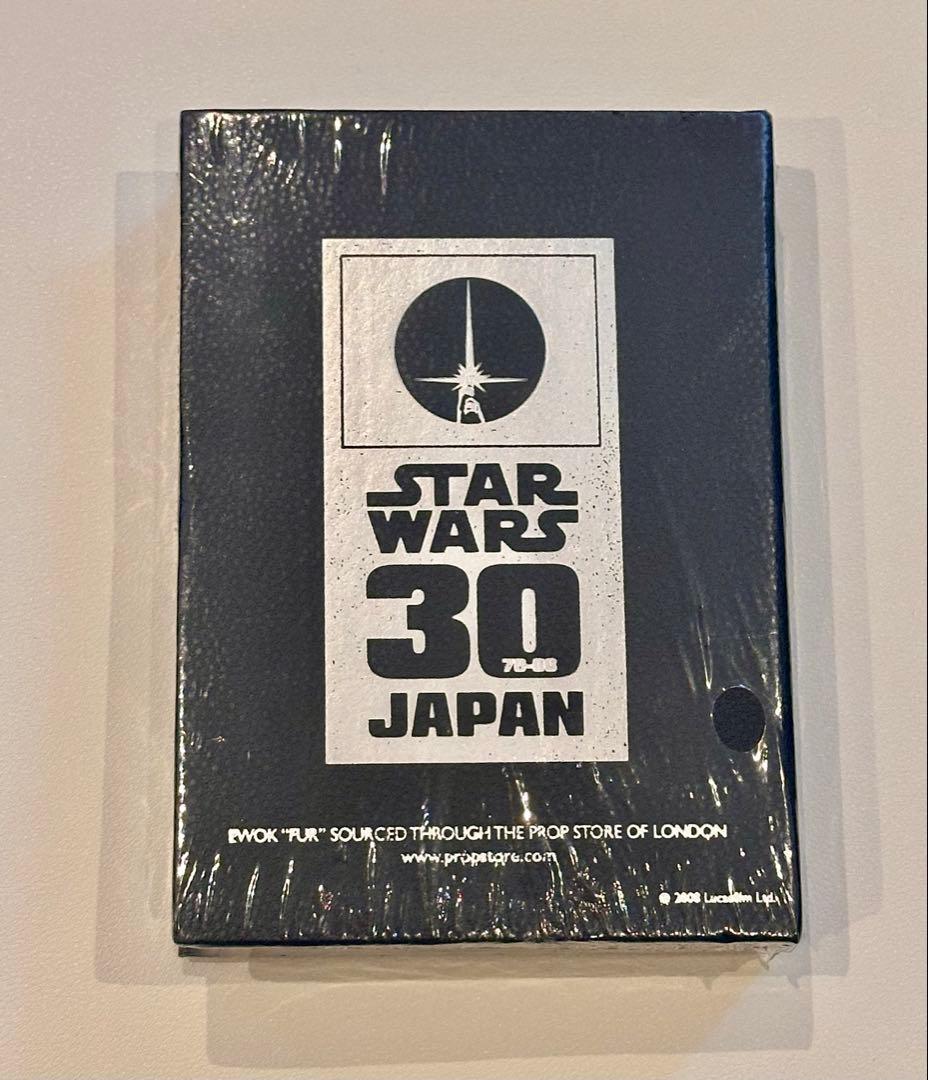 STAR
WARS
30
78-08
JAPAN
EWOK "FUR" SOURCED THROUGH THE PROP STORE OF LONDON
www.propstore.com
© 2008 Lucasfilm Ltd.